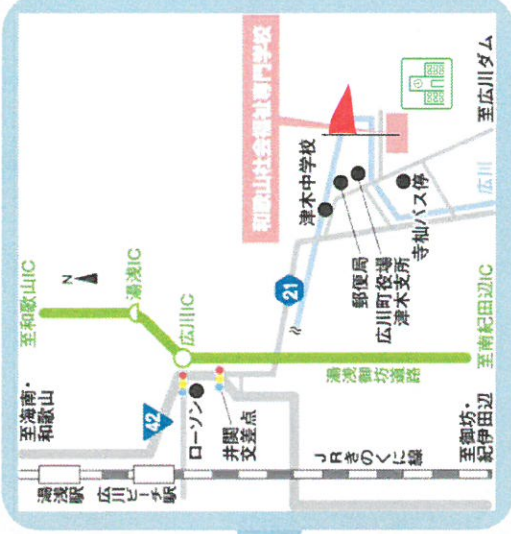 至和歌山IC
N
湯浅IC
広川IC
至海南・
和歌山
42
ローソン
井関
交差点
湯浅駅
広川ビーチ駅
JRきのくに線
至御坊・
紀伊田辺
湯浅御坊道路
至南紀田辺IC
21
和歌山社会福祉専門学校
津木中学校
郵便局
広川町役場
津木支所
寺杣バス停
広川
至広川ダム